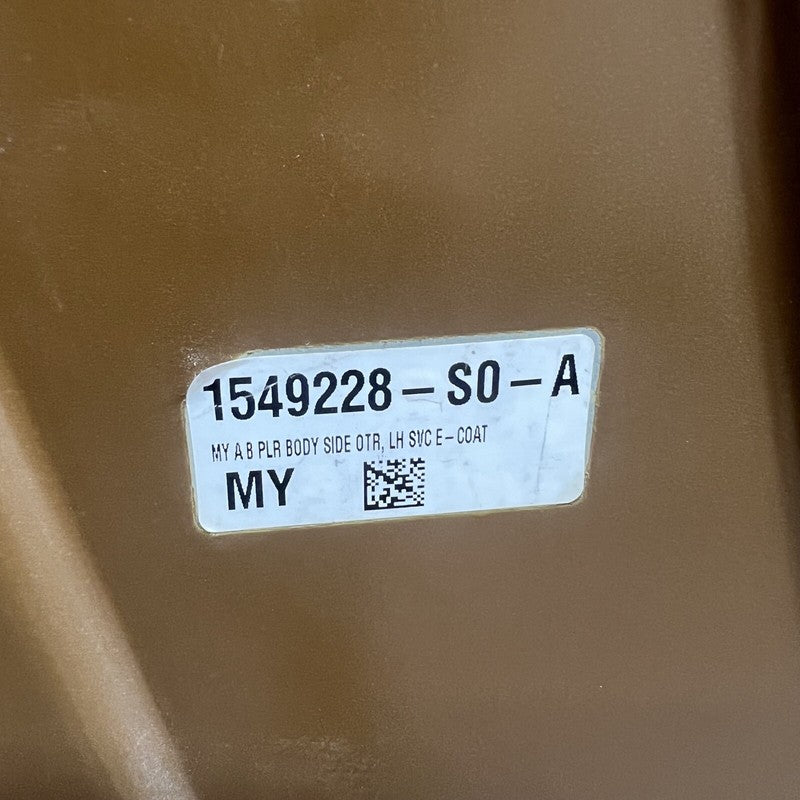 1549228-S0-A
MY A B PLR BODY SIDE OTR, LH SVC E-COAT
MY